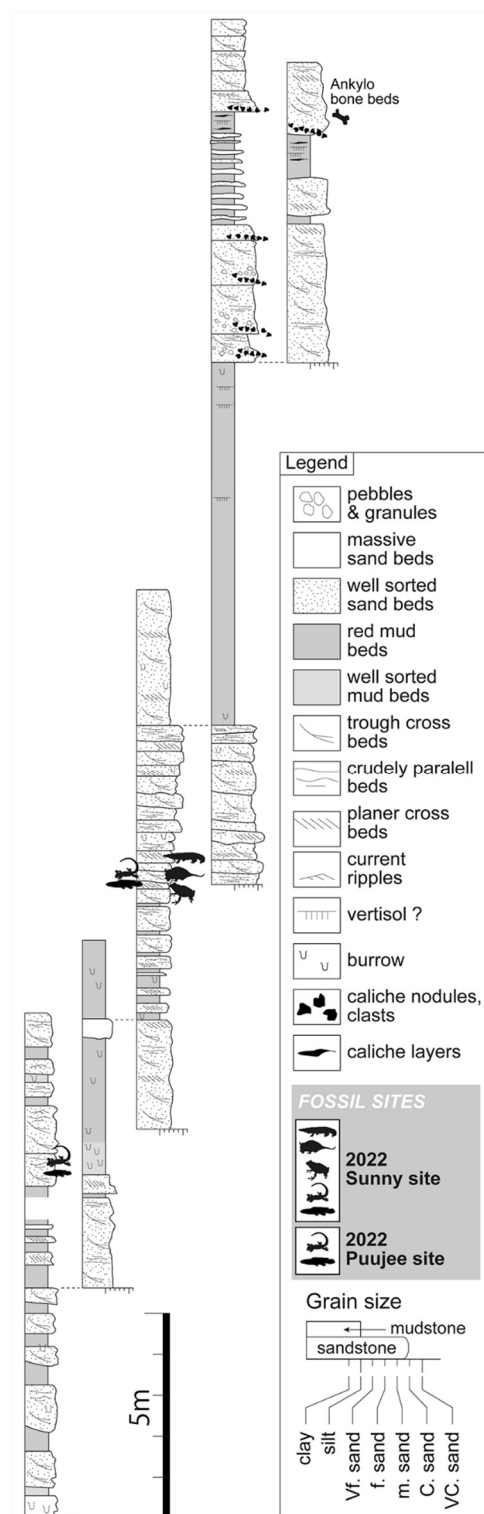 Ankylo
bone beds
Legend
pebbles
& granules
massive
sand beds
well sorted
sand beds
red mud
beds
well sorted
mud beds
trough cross
beds
crudely paralell
beds
planer cross
beds
current
ripples
vertisol ?
burrow
caliche nodules,
clasts
caliche layers
FOSSIL SITES
2022
Sunny site
2022
Puujee site
Grain size
mudstone
sandstone
clay
silt
Vf. sand
f. sand
m. sand
C. sand
VC. sand
5m